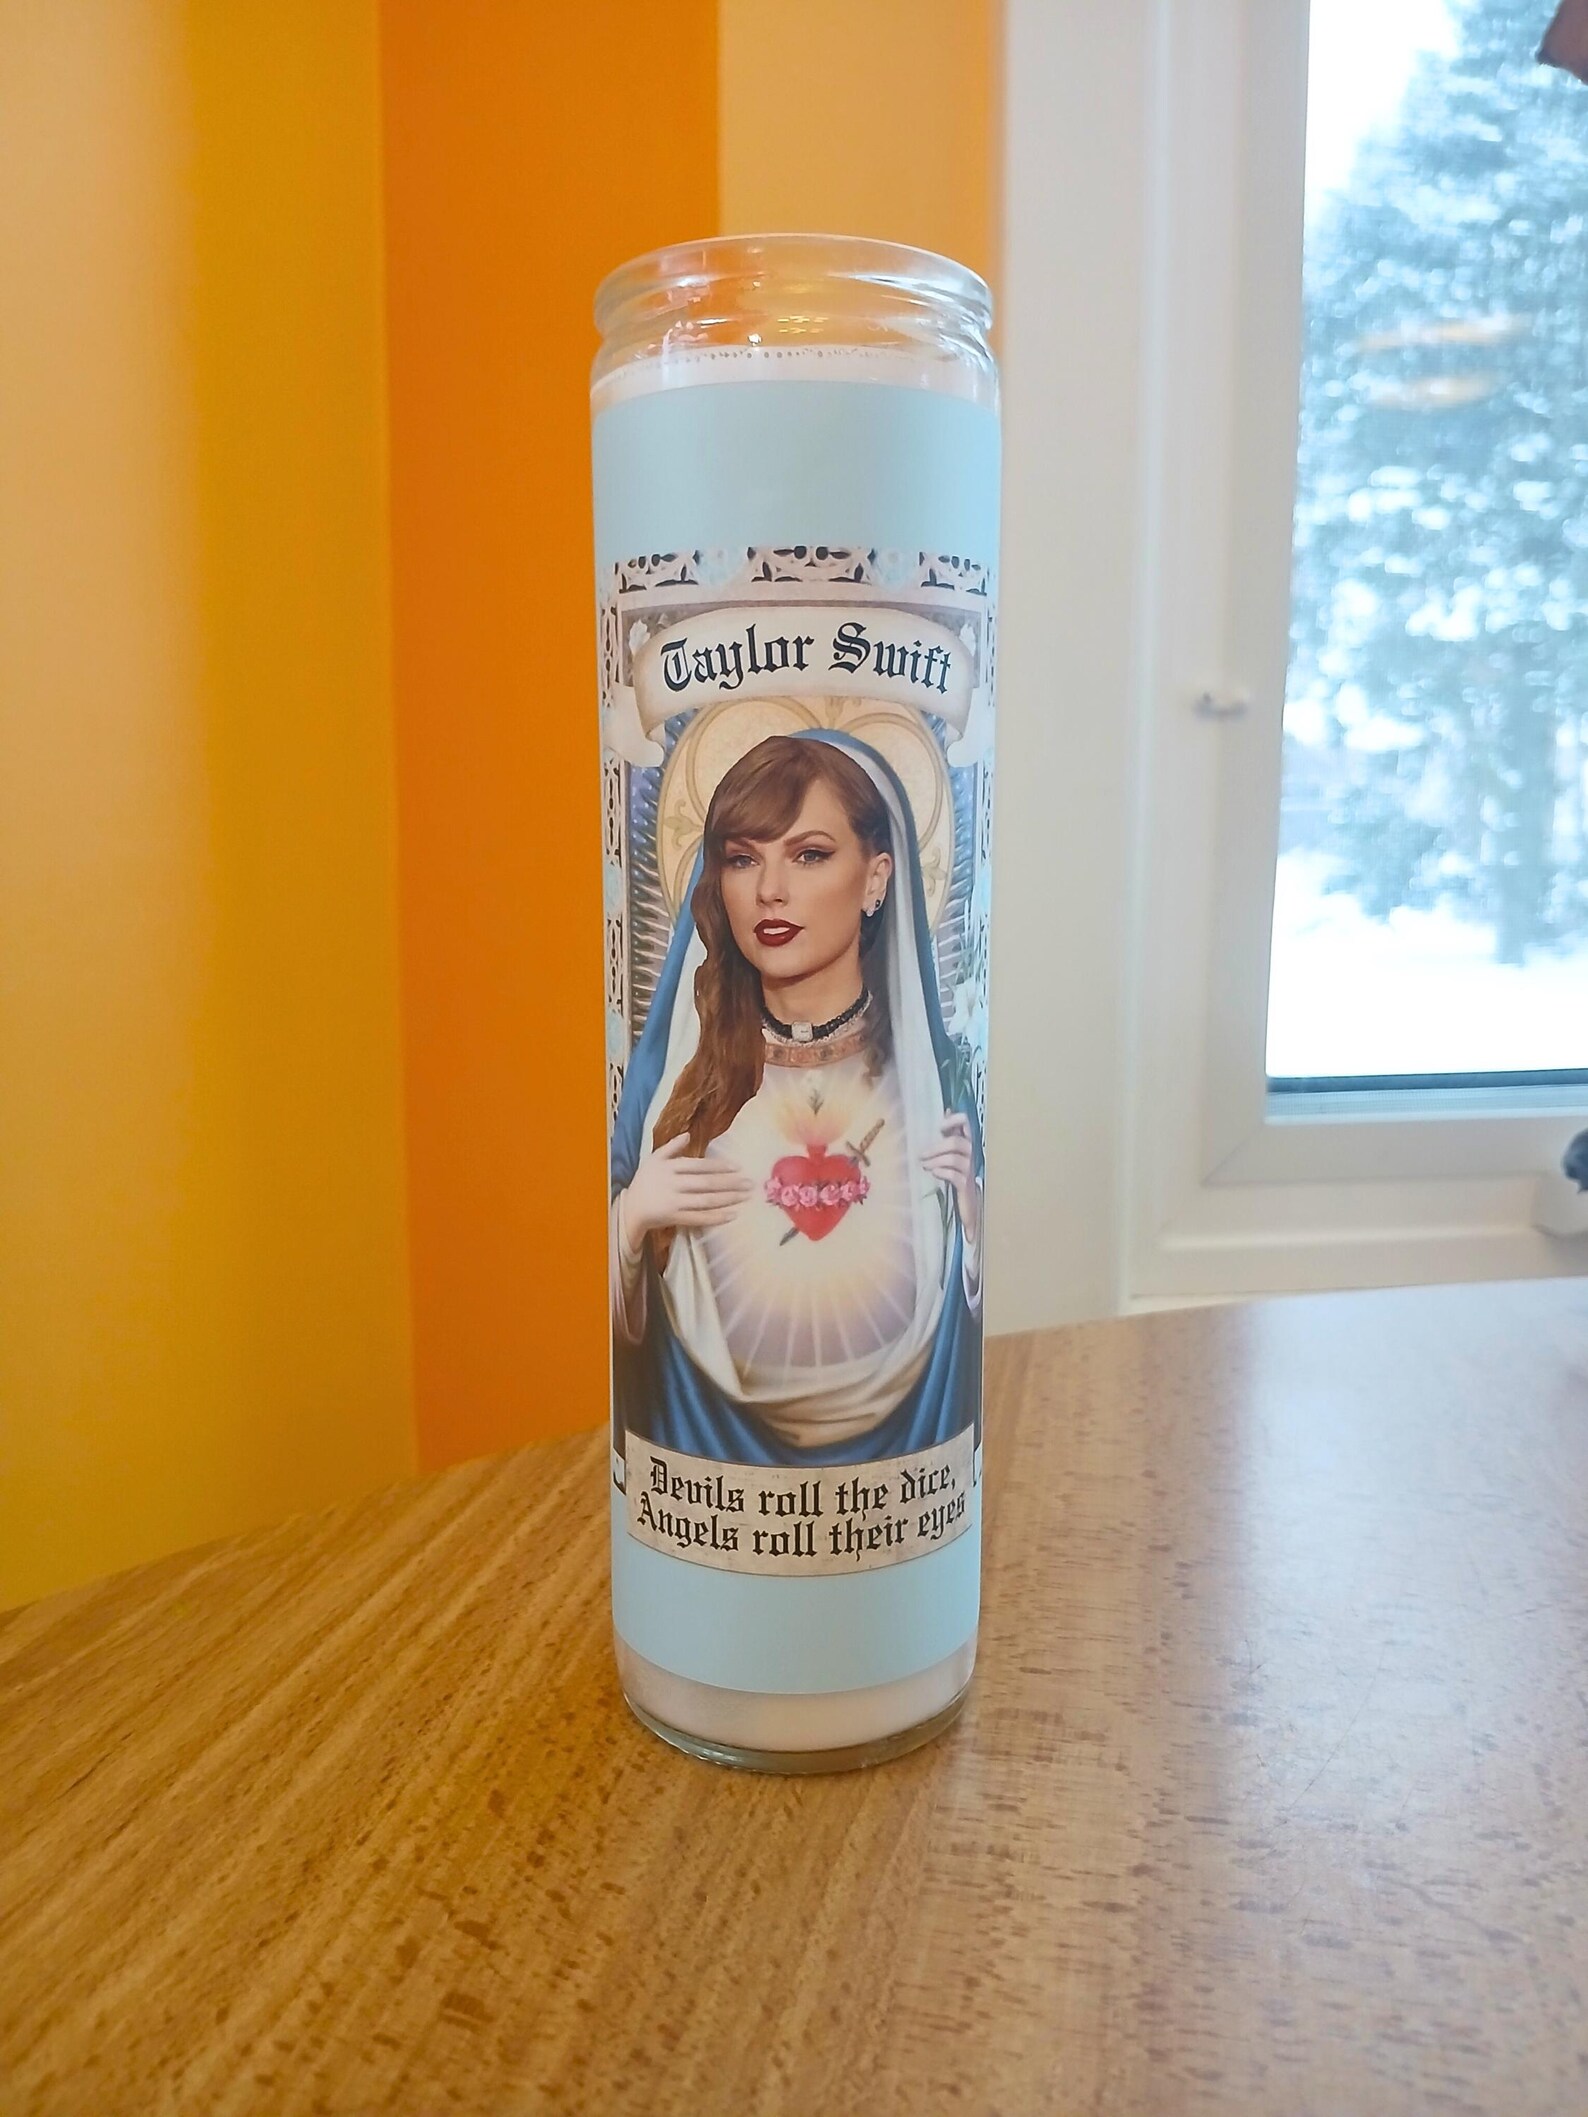 Taylor Swift
Devils roll the dice,
Angels roll their eyes